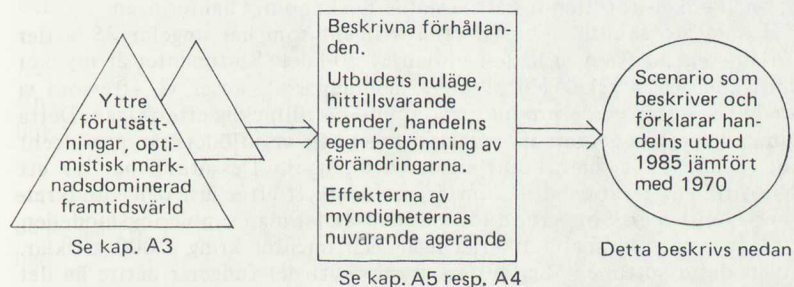 Yttre
förutsätt-
ningar, opti-
mistisk mark-
nadsdominerad
framtidsvärld
Se kap. A3
Beskrivna förhållan-
den.
Utbudets nuläge,
hittillsvarande
trender, handelns
egen bedömning av
förändringarna.
Effekterna av
myndigheternas
nuvarande agerande
Se kap. A5 resp. A4
Scenario som
beskriver och
förklarar han-
delns utbud
1985 jämfört
med 1970
Detta beskrivs nedan